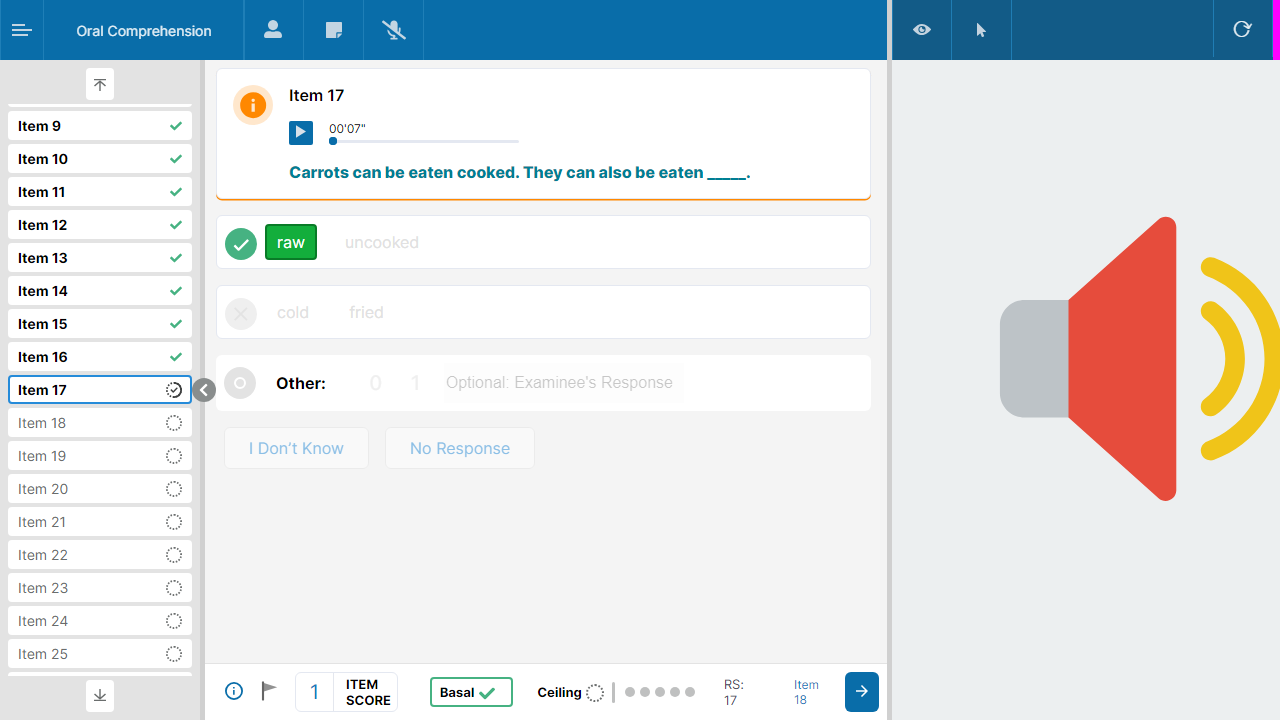 Oral Comprehension
Item 9
Item 10
Item 11
Item 12
Item 13
Item 14
Item 15
Item 16
Item 17
Item 18
Item 19
Item 20
Item 21
Item 22
Item 23
Item 24
Item 25
Item 17
00'07"
Carrots can be eaten cooked. They can also be eaten _____.
raw uncooked
cold fried
Other: 0 1 Optional: Examinee's Response
I Don't Know No Response
1 ITEM SCORE
Basal
Ceiling
RS: 17
Item 18